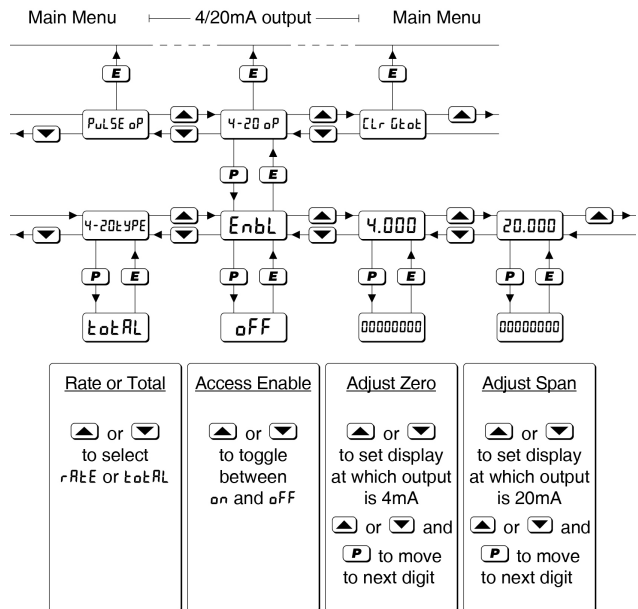 Main Menu 4/20mA output Main Menu
E E E
PuLSE oP 4-20 oP CLr Gtot
P E
4-20tYPE EnbL 4.000 20.000
P E P E P E P E
totAL oFF 00000000 00000000
Rate or Total
or
to select
rAtE or totAL
Access Enable
or
to toggle
between
on and oFF
Adjust Zero
or
to set display
at which output
is 4mA
or and
P to move
to next digit
Adjust Span
or
to set display
at which output
is 20mA
or and
P to move
to next digit